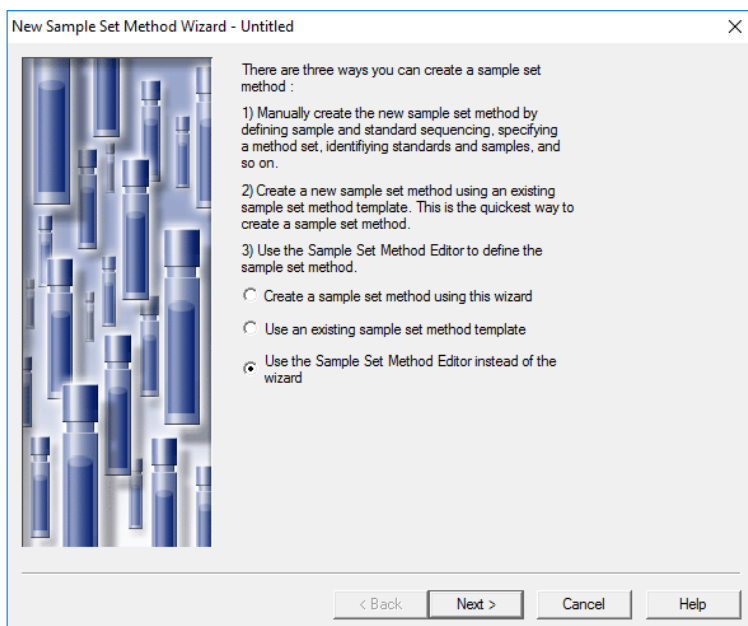 New Sample Set Method Wizard - Untitled
There are three ways you can create a sample set
method :
1) Manually create the new sample set method by
defining sample and standard sequencing, specifying
a method set, identifiying standards and samples, and
so on.
2) Create a new sample set method using an existing
sample set method template. This is the quickest way to
create a sample set method.
3) Use the Sample Set Method Editor to define the
sample set method.
Create a sample set method using this wizard
Use an existing sample set method template
Use the Sample Set Method Editor instead of the
wizard
< Back Next > Cancel Help